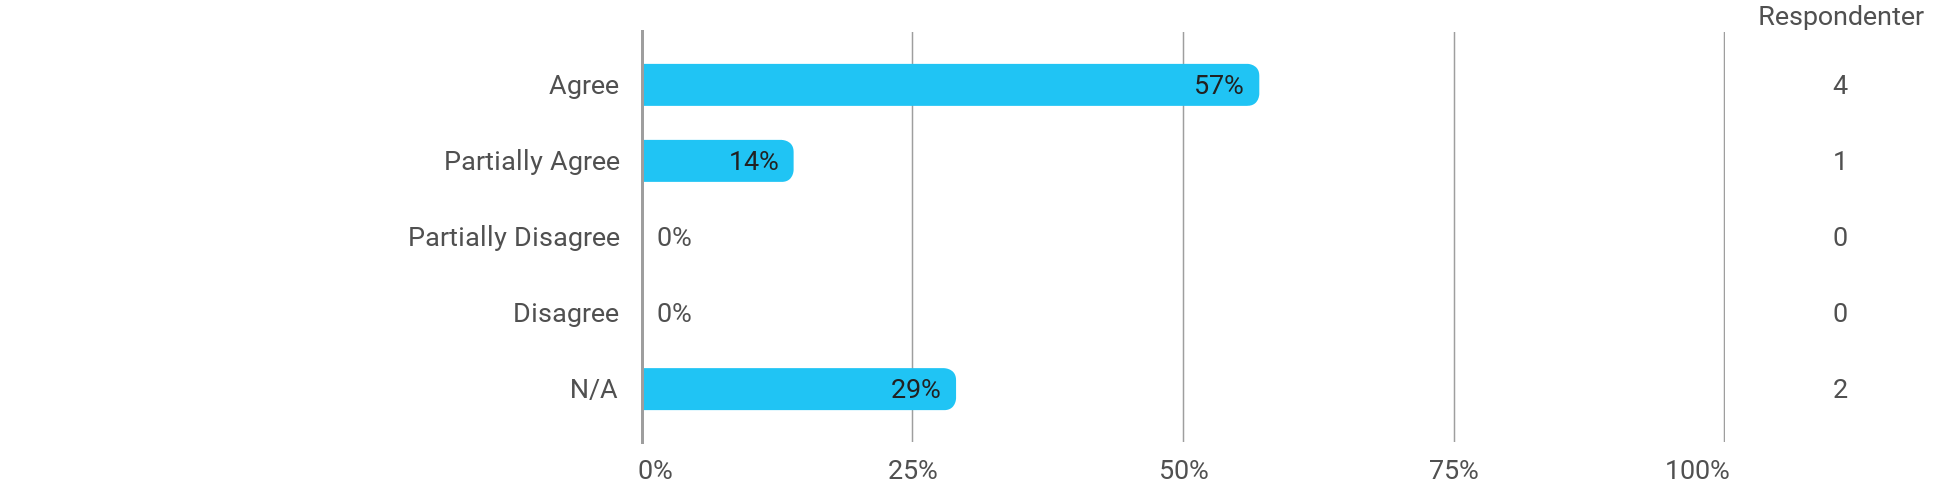 Respondenter
Agree 57% 4
Partially Agree 14% 1
Partially Disagree 0% 0
Disagree 0% 0
N/A 29% 2
0% 25% 50% 75% 100%